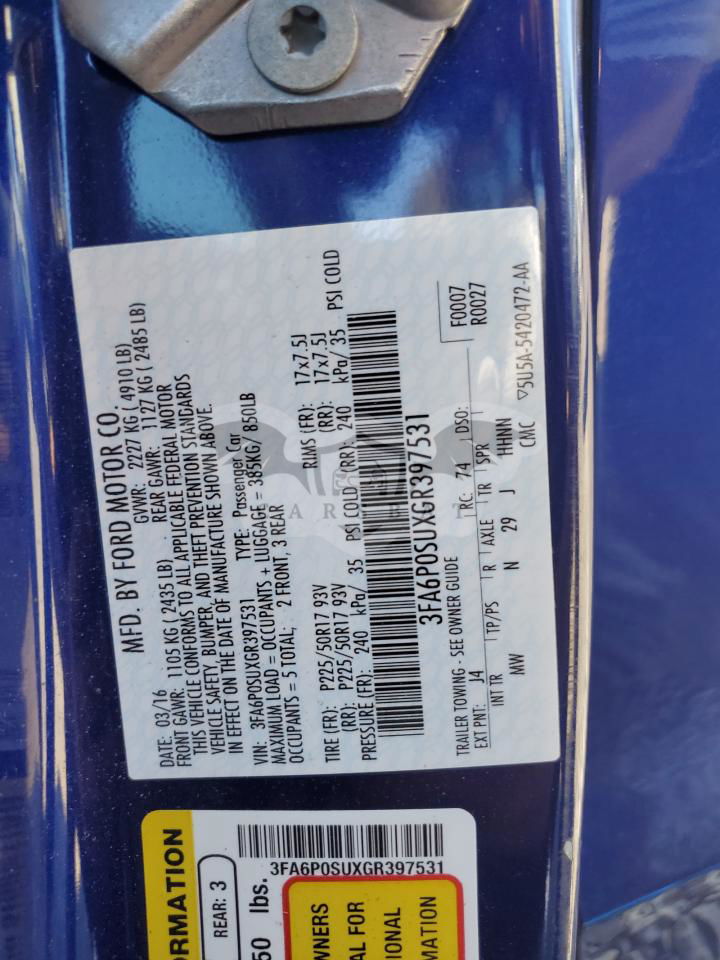 MFD. BY FORD MOTOR CO.
DATE: 03/16 GVWR: 2227 KG ( 4910 LB)
FRONT GAWR: 1105 KG ( 2435 LB) REAR GAWR: 1127 KG ( 2485 LB)
THIS VEHICLE CONFORMS TO ALL APPLICABLE FEDERAL MOTOR
VEHICLE SAFETY, BUMPER, AND THEFT PREVENTION STANDARDS
IN EFFECT ON THE DATE OF MANUFACTURE SHOWN ABOVE.
VIN: 3FA6P0SUXGR397531 TYPE: Passenger Car
MAXIMUM LOAD = OCCUPANTS + LUGGAGE = 385KG/ 850LB
OCCUPANTS = 5 TOTAL; 2 FRONT, 3 REAR
TIRE (FR): P225/50R17 93V RIMS (FR): 17x7.5J
(RR): P225/50R17 93V (RR): 17x7.5J
PRESSURE (FR): 240 kPa/ 35 PSI COLD (RR): 240 kPa/ 35 PSI COLD
3FA6P0SUXGR397531
TRAILER TOWING - SEE OWNER GUIDE RC: 74 DSO: F0007
EXT PNT: J4 R0027
INT TR TP/PS R AXLE TR SPR
MW N 29 J HHNN
CMC ▽5U5A-5420472-AA
3FA6P0SUXGR397531
RMATION
REAR: 3
50 lbs.
WNERS
AL FOR
IONAL
MATION